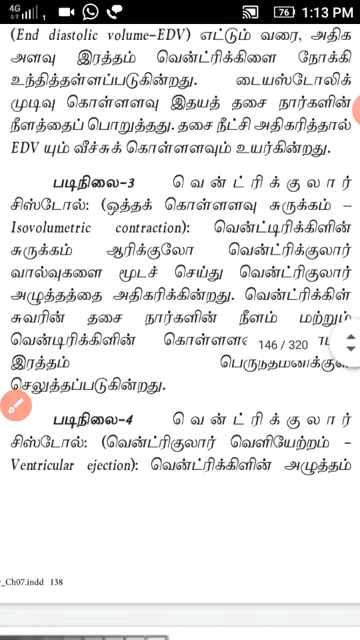 4G
76 1:13 PM
(End diastolic volume-EDV) எட்டும் வரை, அதிக
அளவு இரத்தம் வென்ட்ரிக்கிளை நோக்கி
உந்தித்தள்ளப்படுகின்றது. டையஸ்டோலிக்
முடிவு கொள்ளளவு இதயத் தசை நார்களின்
நீளத்தைப் பொறுத்தது. தசை நீட்சி அதிகரித்தால்
EDV யும் வீச்சுக் கொள்ளளவும் உயர்கின்றது.
படிநிலை-3 வென்ட்ரிக்குலார்
சிஸ்டோல்: (ஒத்தக் கொள்ளளவு சுருக்கம் –
Isovolumetric contraction): வென்ட்டிரிக்கிளின்
சுருக்கம் ஆரிக்குலோ வென்ட்ரிக்குலார்
வால்வுகளை மூடச் செய்து வென்ட்ரிகுலார்
அழுத்தத்தை அதிகரிக்கின்றது. வென்ட்ரிக்கிள்
சுவரின் தசை நார்களின் நீளம் மற்றும்
வென்டிரிக்கிளின் 146 / 320
இரத்தம்
செலுத்தப்படுகின்றது.
படிநிலை-4 வென்ட்ரிக்குலார்
சிஸ்டோல்: (வென்ட்ரிகுலார் வெளியேற்றம் -
Ventricular ejection): வென்ட்ரிக்கிளின் அழுத்தம்
_Ch07.indd 138